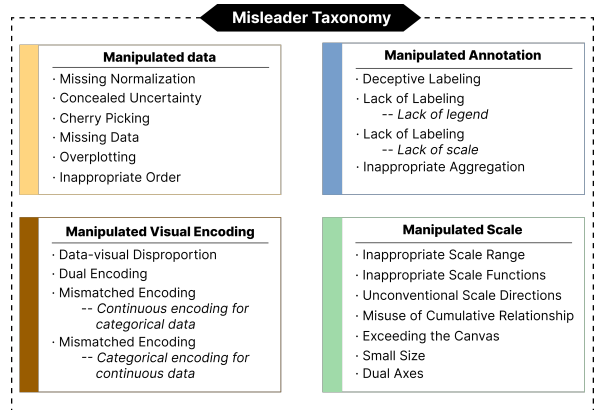 Misleader Taxonomy
Manipulated data
· Missing Normalization
· Concealed Uncertainty
· Cherry Picking
· Missing Data
· Overplotting
· Inappropriate Order
Manipulated Annotation
· Deceptive Labeling
· Lack of Labeling
-- Lack of legend
· Lack of Labeling
-- Lack of scale
· Inappropriate Aggregation
Manipulated Visual Encoding
· Data-visual Disproportion
· Dual Encoding
· Mismatched Encoding
-- Continuous encoding for
categorical data
· Mismatched Encoding
-- Categorical encoding for
continuous data
Manipulated Scale
· Inappropriate Scale Range
· Inappropriate Scale Functions
· Unconventional Scale Directions
· Misuse of Cumulative Relationship
· Exceeding the Canvas
· Small Size
· Dual Axes